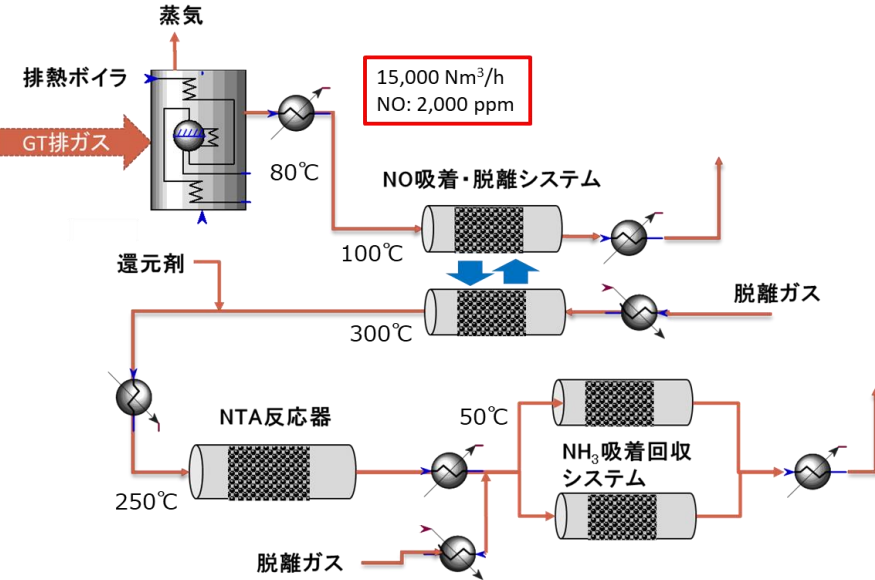 蒸気
排熱ボイラ
15,000 Nm³/h
NO: 2,000 ppm
GT排ガス
80℃
NO吸着・脱離システム
100℃
還元剤
脱離ガス
300℃
NTA反応器
50℃
NH₃吸着回収
システム
250℃
脱離ガス